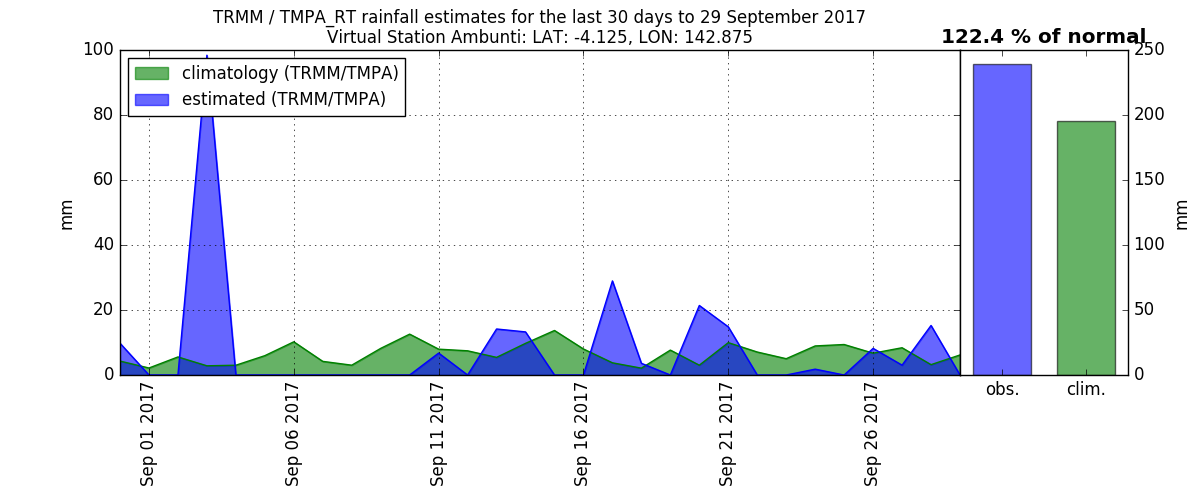 TRMM / TMPA_RT rainfall estimates for the last 30 days to 29 September 2017
Virtual Station Ambunti: LAT: -4.125, LON: 142.875
122.4 % of normal
climatology (TRMM/TMPA)
estimated (TRMM/TMPA)
100
80
60
40
20
0
mm
Sep 01 2017
Sep 06 2017
Sep 11 2017
Sep 16 2017
Sep 21 2017
Sep 26 2017
obs.
clim.
250
200
150
100
50
0
mm